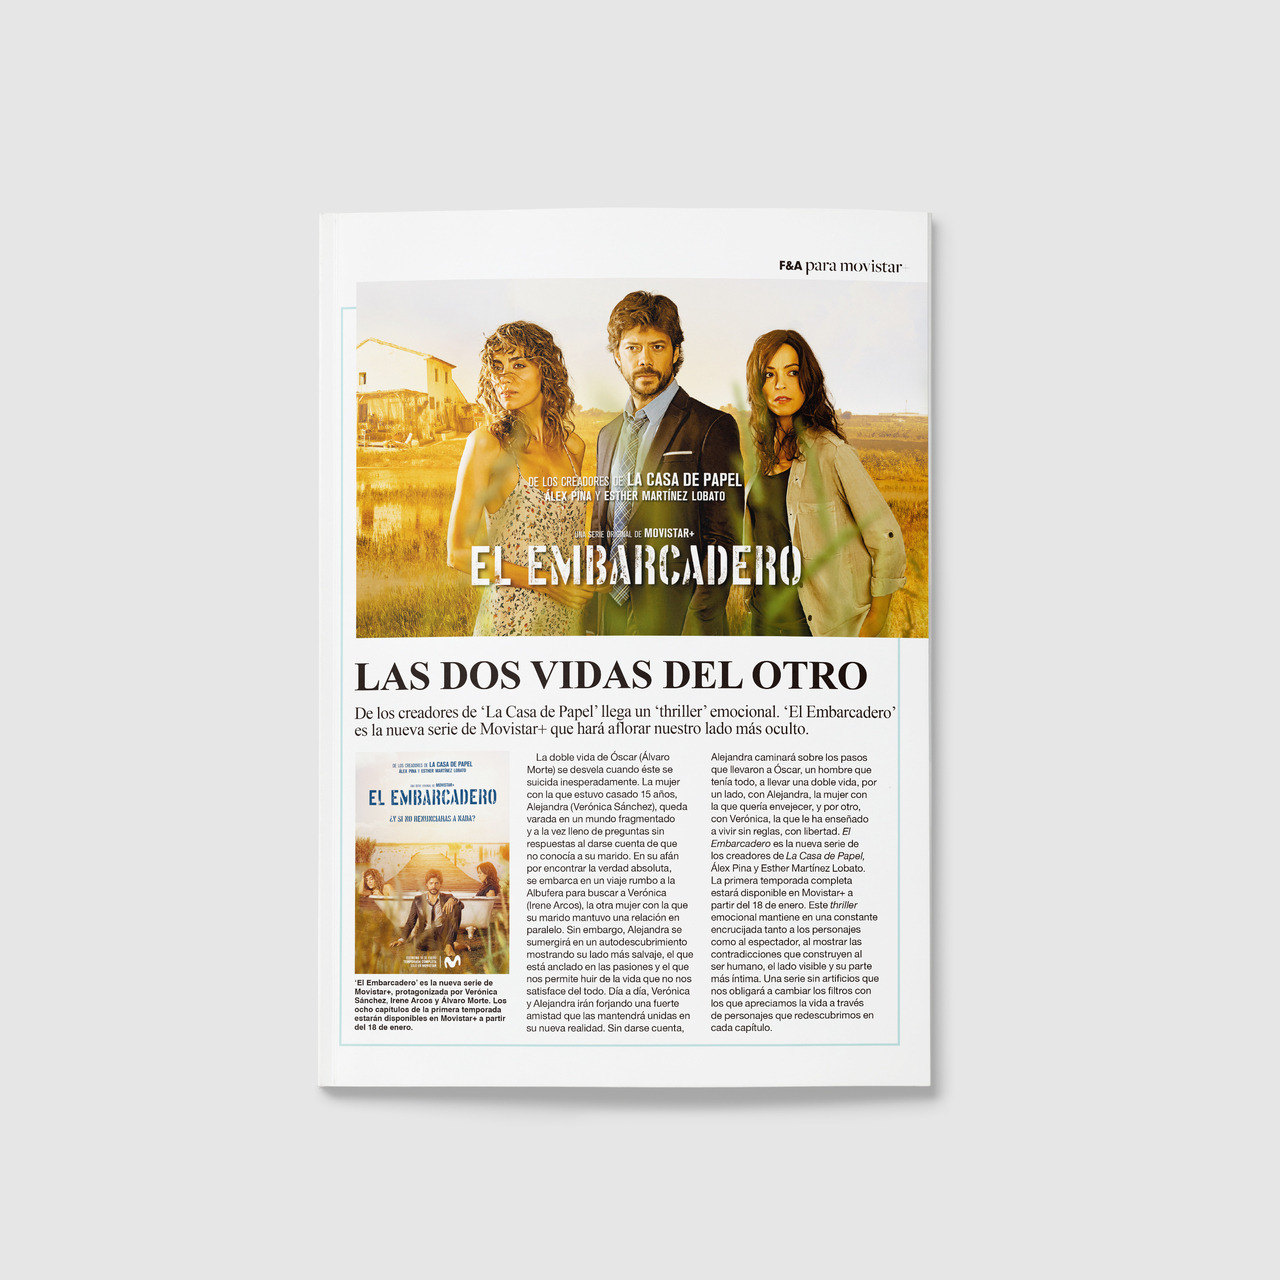 F&A para movistar+
DE LOS CREADORES DE LA CASA DE PAPEL
ÁLEX PINA Y ESTHER MARTÍNEZ LOBATO
UNA SERIE ORIGINAL DE MOVISTAR+
EL EMBARCADERO
LAS DOS VIDAS DEL OTRO
De los creadores de ‘La Casa de Papel’ llega un ‘thriller’ emocional. ‘El Embarcadero’
es la nueva serie de Movistar+ que hará aflorar nuestro lado más oculto.
DE LOS CREADORES DE LA CASA DE PAPEL
ÁLEX PINA Y ESTHER MARTÍNEZ LOBATO
UNA SERIE ORIGINAL DE MOVISTAR+
EL EMBARCADERO
¿Y SI NO RENUNCIARAS A NADA?
‘El Embarcadero’ es la nueva serie de
Movistar+, protagonizada por Verónica
Sánchez, Irene Arcos y Álvaro Morte. Los
ocho capítulos de la primera temporada
estarán disponibles en Movistar+ a partir
del 18 de enero.
La doble vida de Óscar (Álvaro
Morte) se desvela cuando éste se
suicida inesperadamente. La mujer
con la que estuvo casado 15 años,
Alejandra (Verónica Sánchez), queda
varada en un mundo fragmentado
y a la vez lleno de preguntas sin
respuestas al darse cuenta de que
no conocía a su marido. En su afán
por encontrar la verdad absoluta,
se embarca en un viaje rumbo a la
Albufera para buscar a Verónica
(Irene Arcos), la otra mujer con la que
su marido mantuvo una relación en
paralelo. Sin embargo, Alejandra se
sumergirá en un autodescubrimiento
mostrando su lado más salvaje, el que
está anclado en las pasiones y el que
nos permite huir de la vida que no nos
satisface del todo. Día a día, Verónica
y Alejandra irán forjando una fuerte
amistad que las mantendrá unidas en
su nueva realidad. Sin darse cuenta,
Alejandra caminará sobre los pasos
que llevaron a Óscar, un hombre que
tenía todo, a llevar una doble vida, por
un lado, con Alejandra, la mujer con
la que quería envejecer, y por otro,
con Verónica, la que le ha enseñado
a vivir sin reglas, con libertad. El
Embarcadero es la nueva serie de
los creadores de La Casa de Papel,
Álex Pina y Esther Martínez Lobato.
La primera temporada completa
estará disponible en Movistar+ a
partir del 18 de enero. Este thriller
emocional mantiene en una constante
encrucijada tanto a los personajes
como al espectador, al mostrar las
contradicciones que construyen al
ser humano, el lado visible y su parte
más íntima. Una serie sin artificios que
nos obligará a cambiar los filtros con
los que apreciamos la vida a través
de personajes que redescubrimos en
cada capítulo.